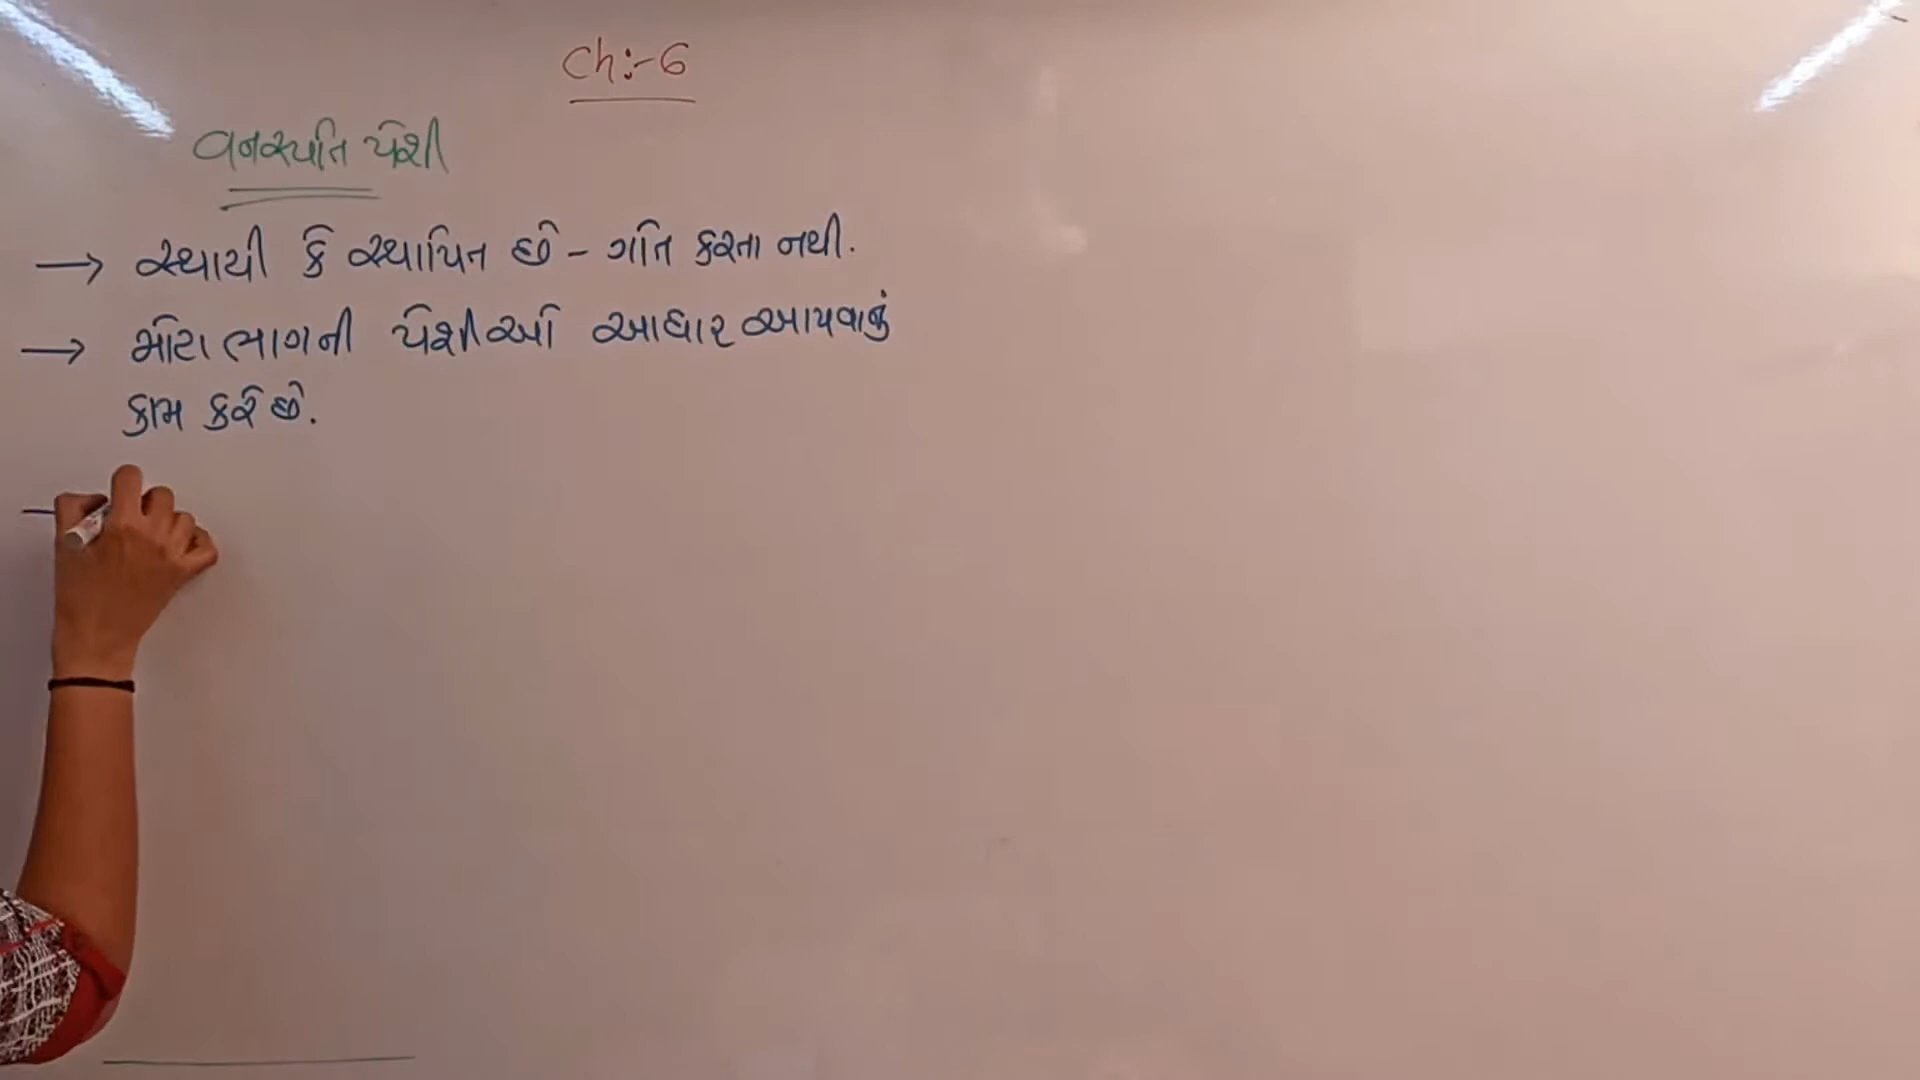 Ch:-6
વનસ્પતિ પેશી
→ સ્થાયી કે સ્થાપિત છે - ગતિ કરતા નથી.
→ મોટા ભાગની પેશીઓ આધાર આપવાનું
કામ કરે છે.